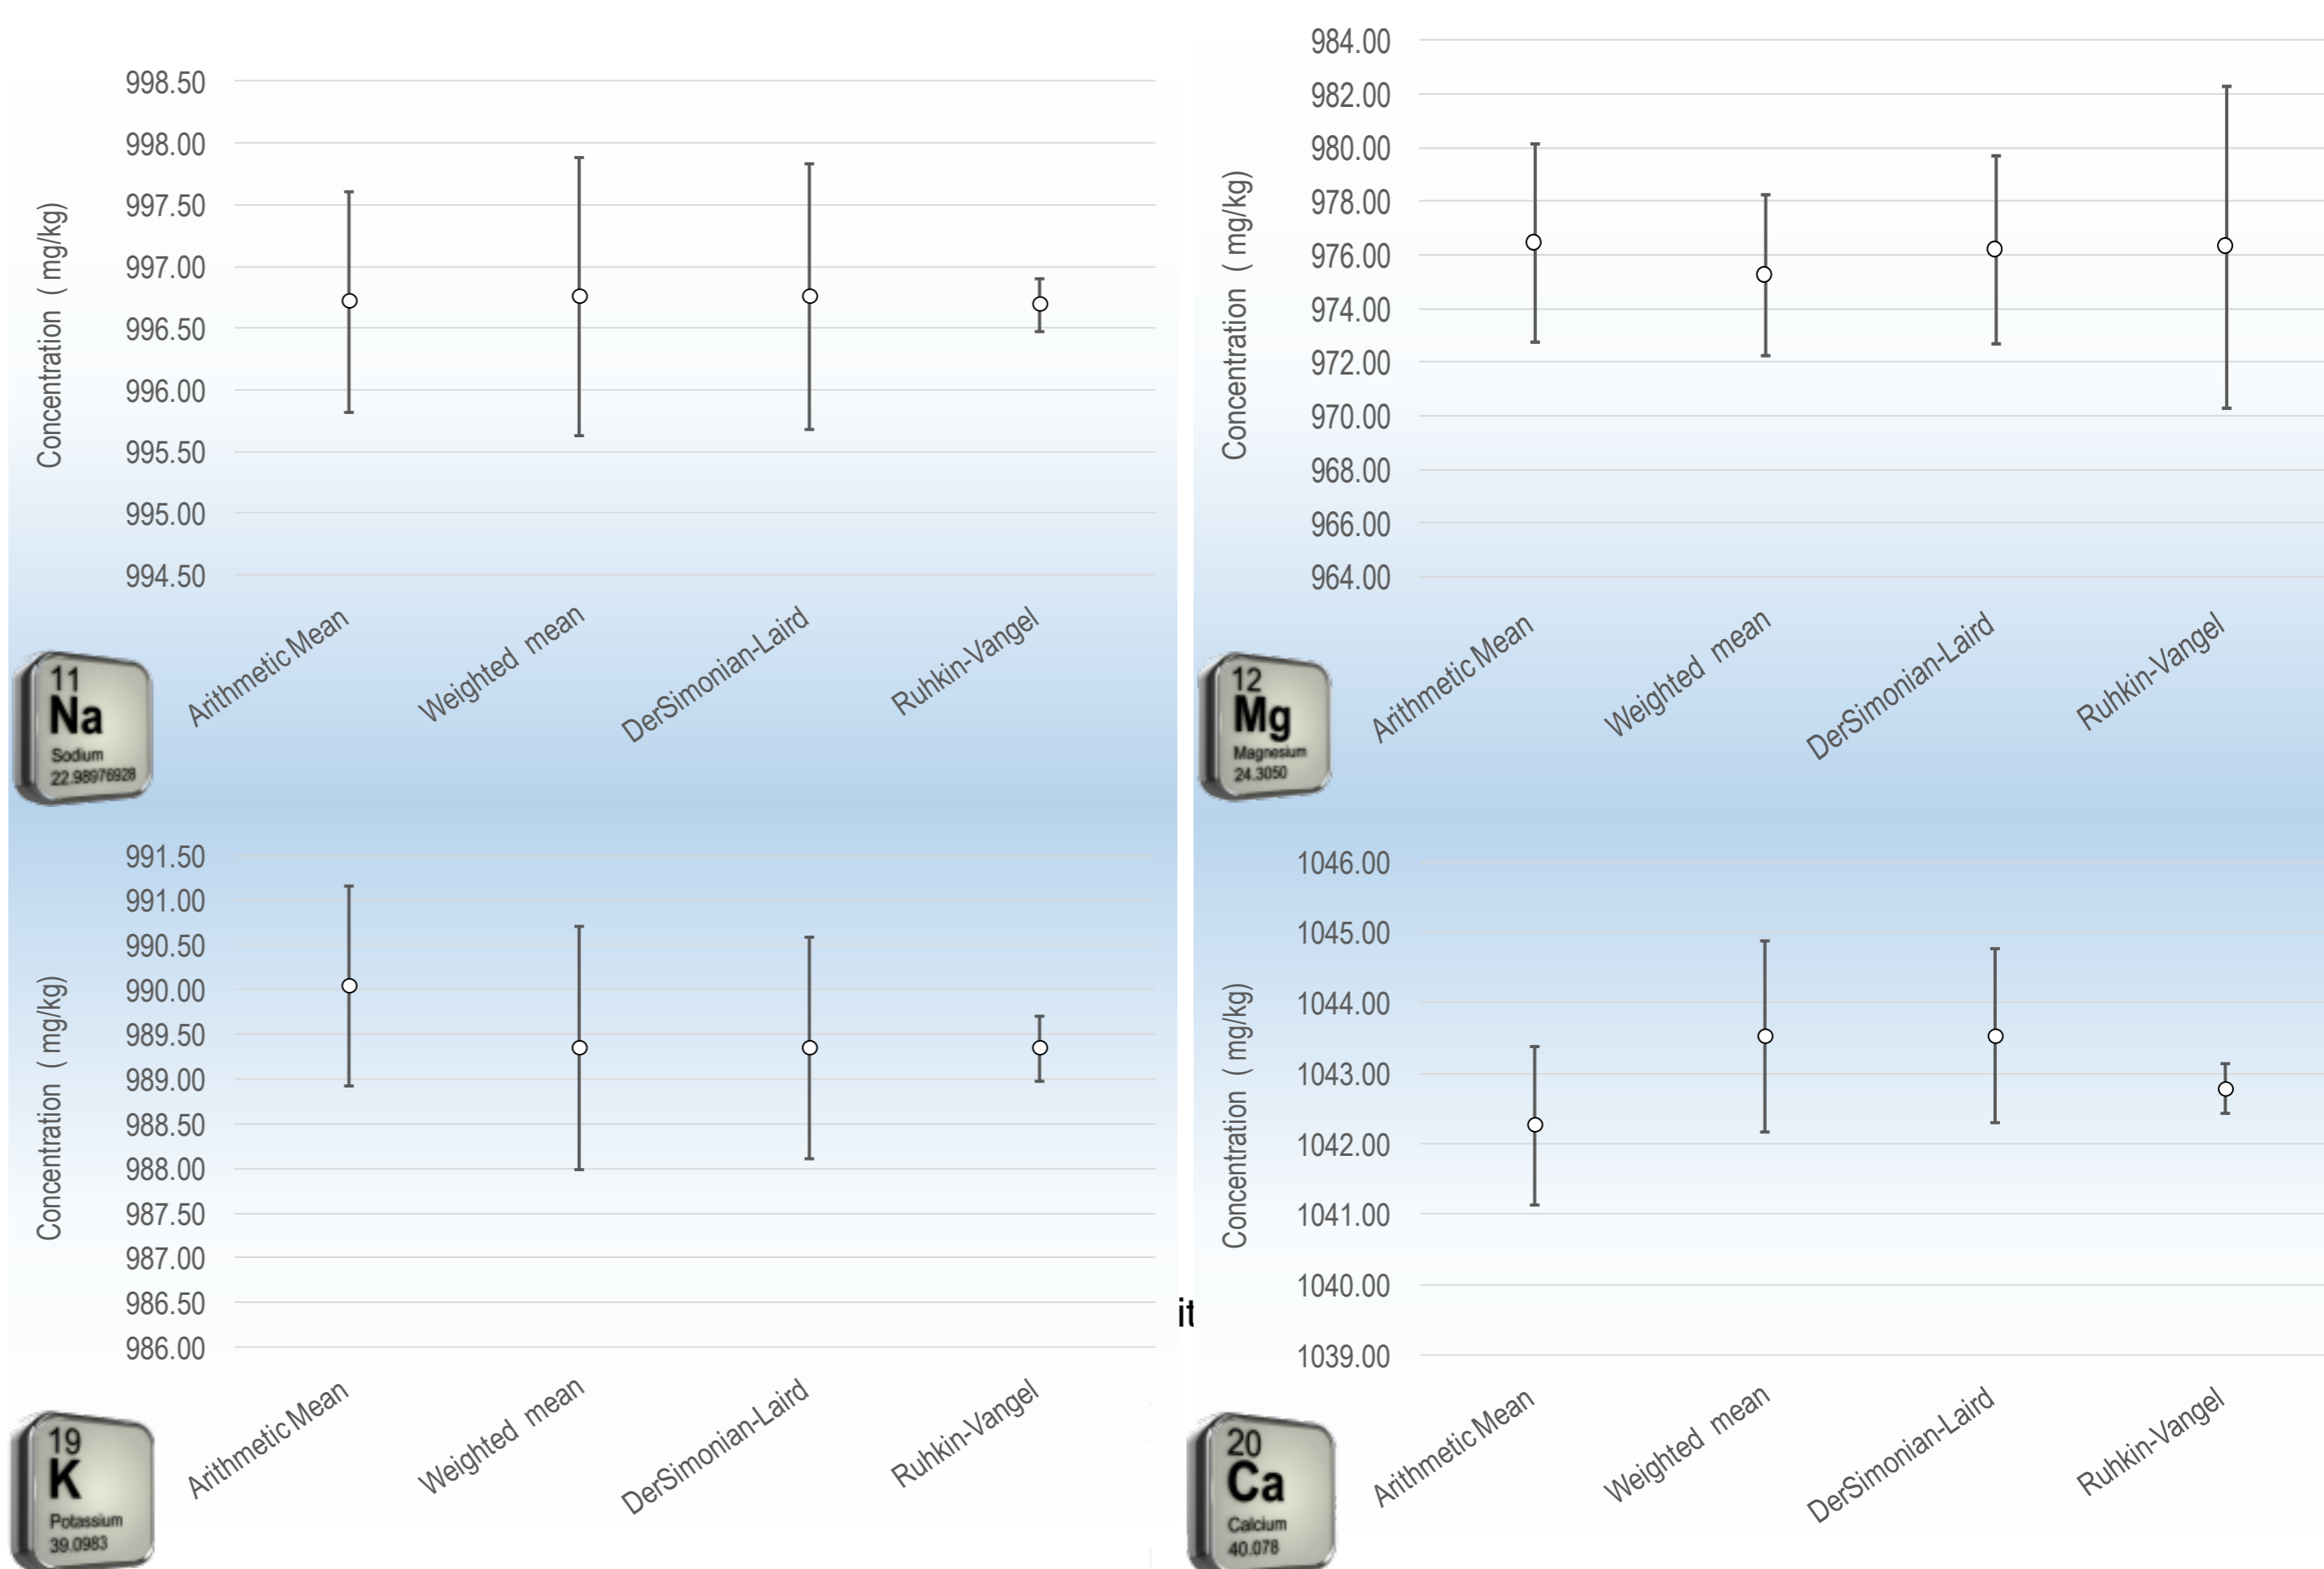 998.50
998.00
997.50
997.00
996.50
996.00
995.50
995.00
994.50
Concentration ( mg/kg)
Arithmetic Mean
Weighted mean
DerSimonian-Laird
Ruhkin-Vangel
11
Na
Sodium
22.98976928
984.00
982.00
980.00
978.00
976.00
974.00
972.00
970.00
968.00
966.00
964.00
Concentration ( mg/kg)
Arithmetic Mean
Weighted mean
DerSimonian-Laird
Ruhkin-Vangel
12
Mg
Magnesium
24.3050
991.50
991.00
990.50
990.00
989.50
989.00
988.50
988.00
987.50
987.00
986.50
986.00
Concentration ( mg/kg)
Arithmetic Mean
Weighted mean
DerSimonian-Laird
Ruhkin-Vangel
19
K
Potassium
39.0983
it
1046.00
1045.00
1044.00
1043.00
1042.00
1041.00
1040.00
1039.00
Concentration ( mg/kg)
Arithmetic Mean
Weighted mean
DerSimonian-Laird
Ruhkin-Vangel
20
Ca
Calcium
40.078